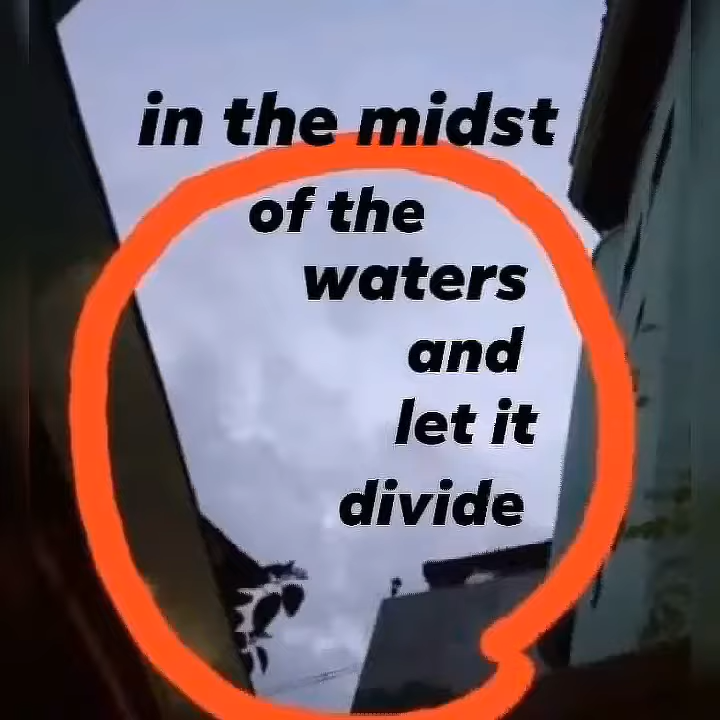 in the midst
of the
waters
and
let it
divide